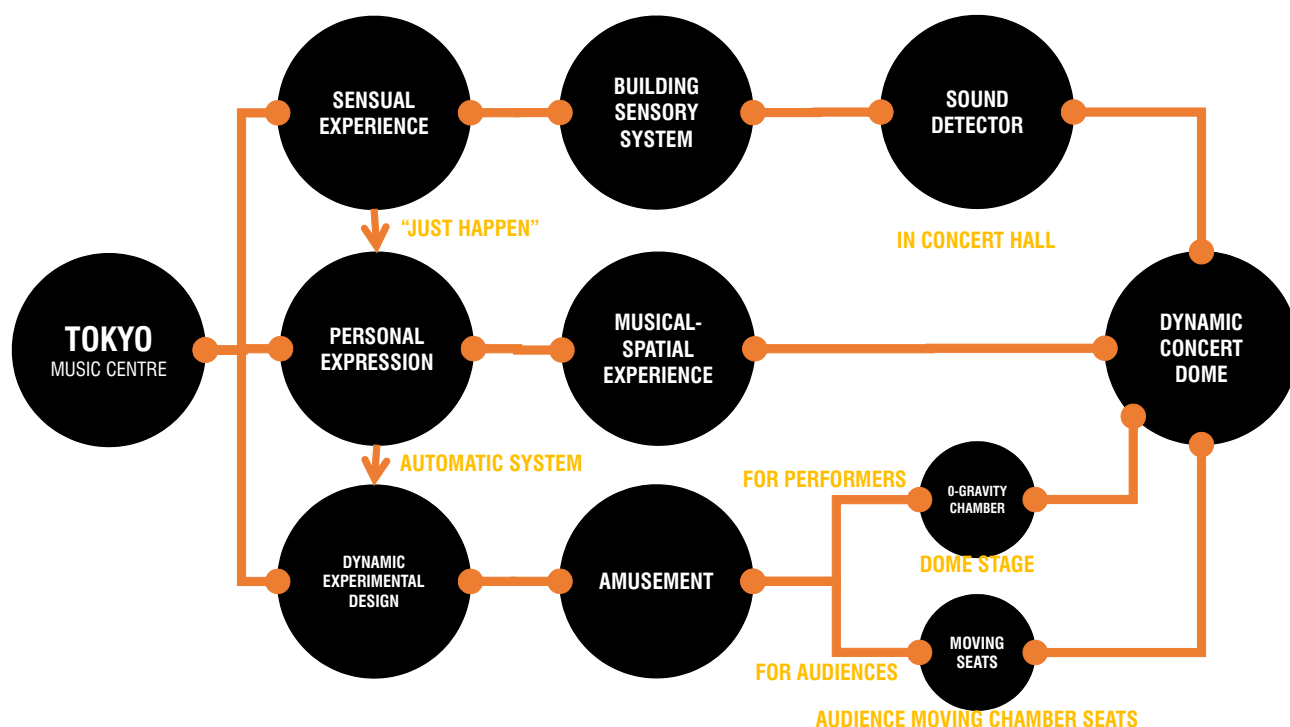 SENSUAL
EXPERIENCE
BUILDING
SENSORY
SYSTEM
SOUND
DETECTOR
"JUST HAPPEN"
IN CONCERT HALL
TOKYO
MUSIC CENTRE
PERSONAL
EXPRESSION
MUSICAL-
SPATIAL
EXPERIENCE
DYNAMIC
CONCERT
DOME
AUTOMATIC SYSTEM
FOR PERFORMERS
0-GRAVITY
CHAMBER
DOME STAGE
DYNAMIC
EXPERIMENTAL
DESIGN
AMUSEMENT
FOR AUDIENCES
MOVING
SEATS
AUDIENCE MOVING CHAMBER SEATS